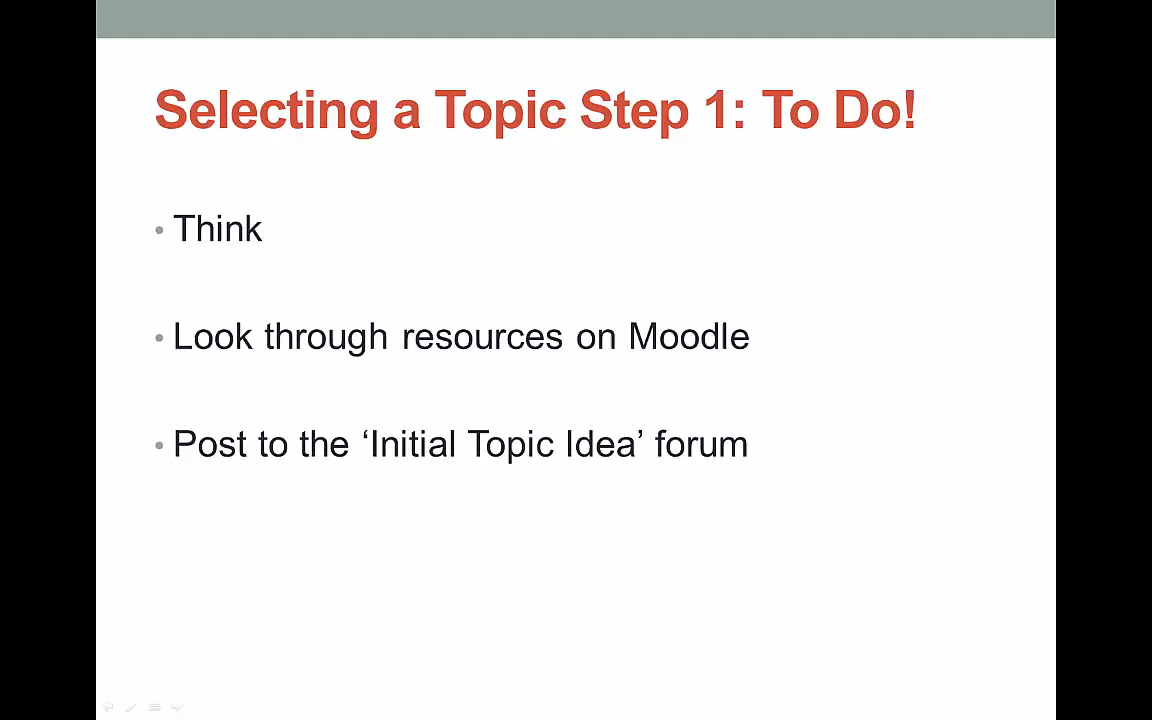 Selecting a Topic Step 1: To Do!
• Think
• Look through resources on Moodle
• Post to the ‘Initial Topic Idea’ forum